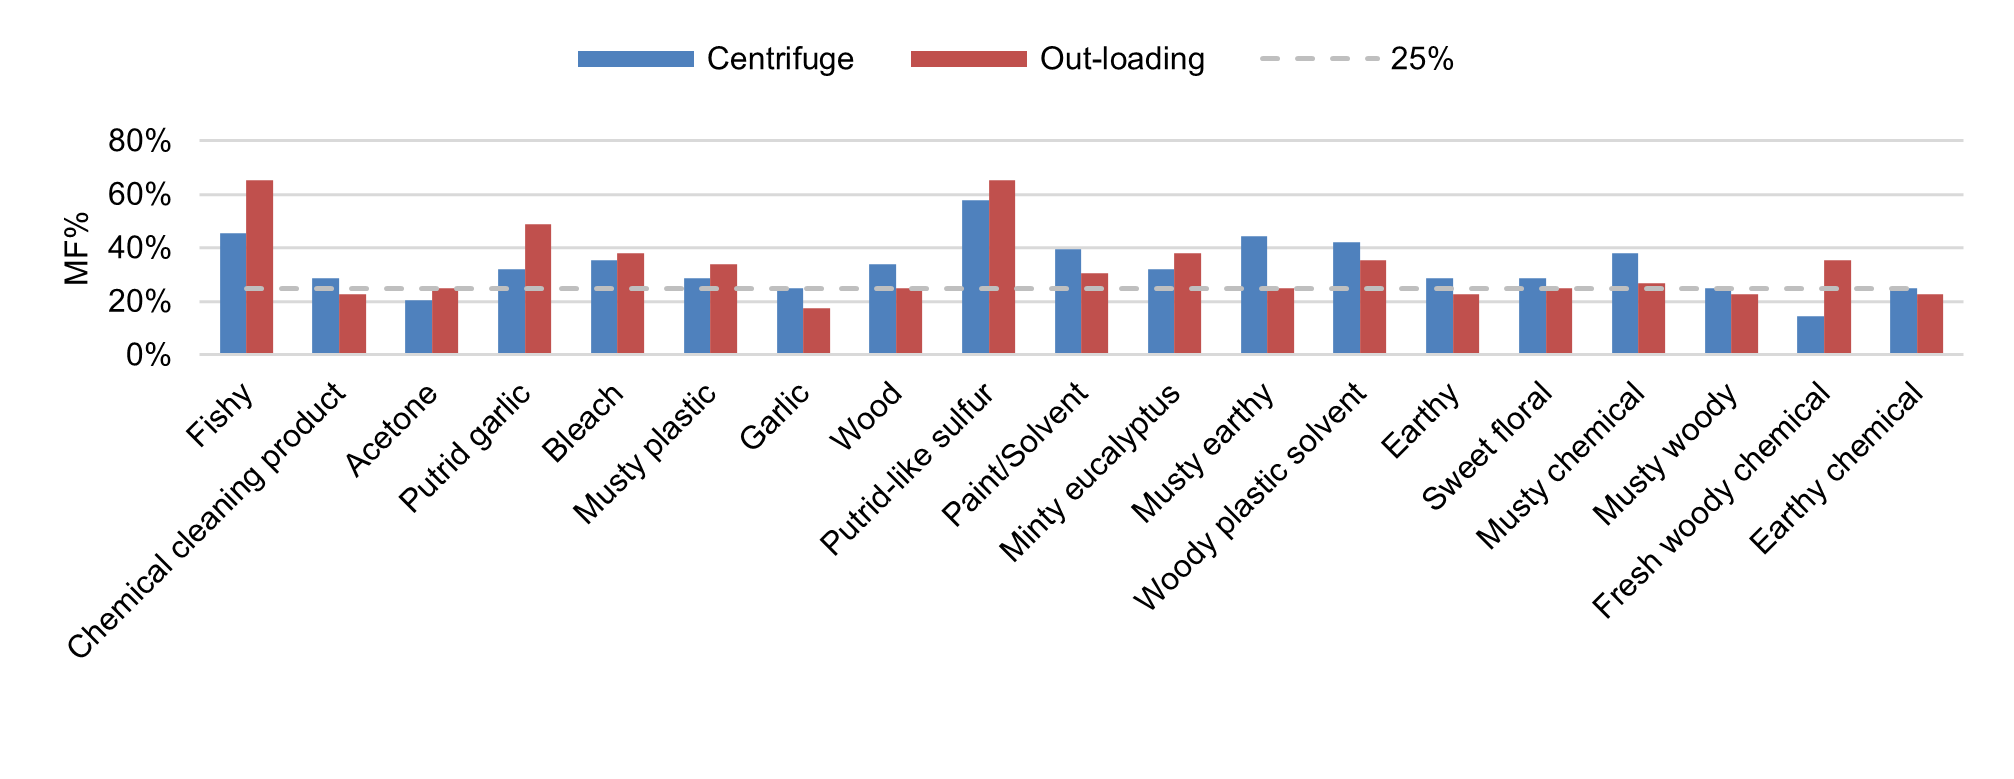 Centrifuge Out-loading 25%
80%
60%
40%
20%
0%
MF%
Fishy
Chemical cleaning product
Acetone
Putrid garlic
Bleach
Musty plastic
Garlic
Wood
Putrid-like sulfur
Paint/Solvent
Minty eucalyptus
Musty earthy
Woody plastic solvent
Earthy
Sweet floral
Musty chemical
Musty woody
Fresh woody chemical
Earthy chemical